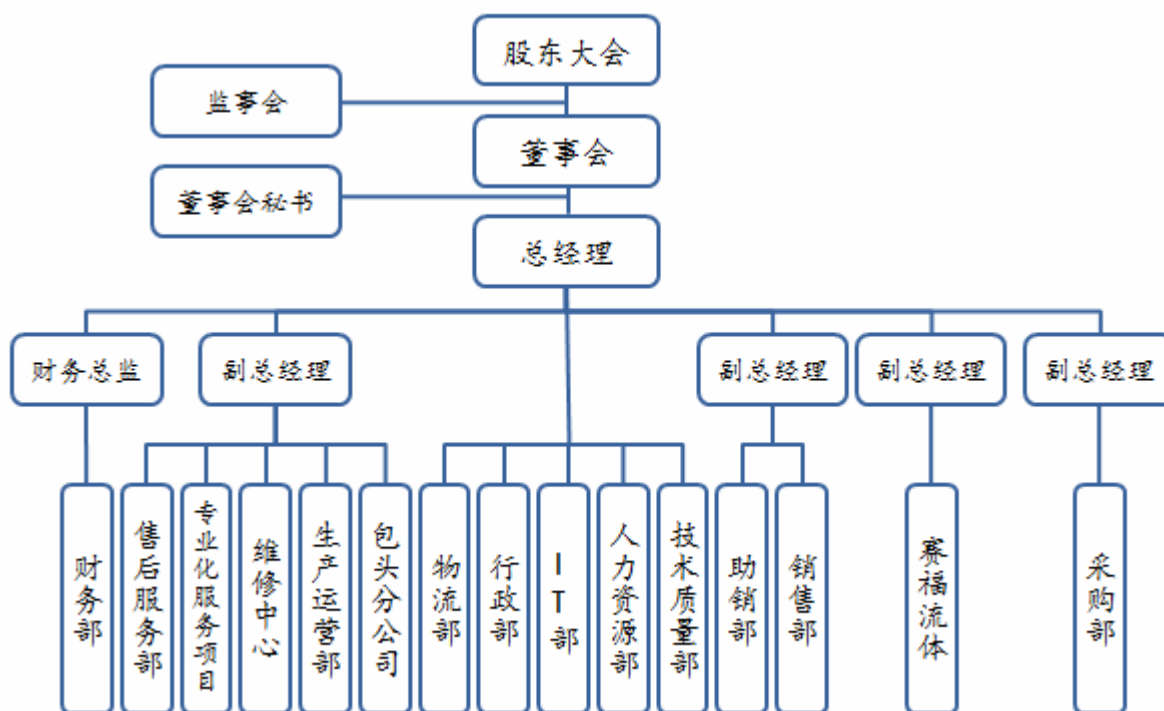 股东大会
监事会
董事会
董事会秘书
总经理
财务总监
副总经理
副总经理
副总经理
副总经理
财务部
售后服务部
专业化服务项目
维修中心
生产运营部
包头分公司
物流部
行政部
IT部
人力资源部
技术质量部
助销部
销售部
赛福流体
采购部